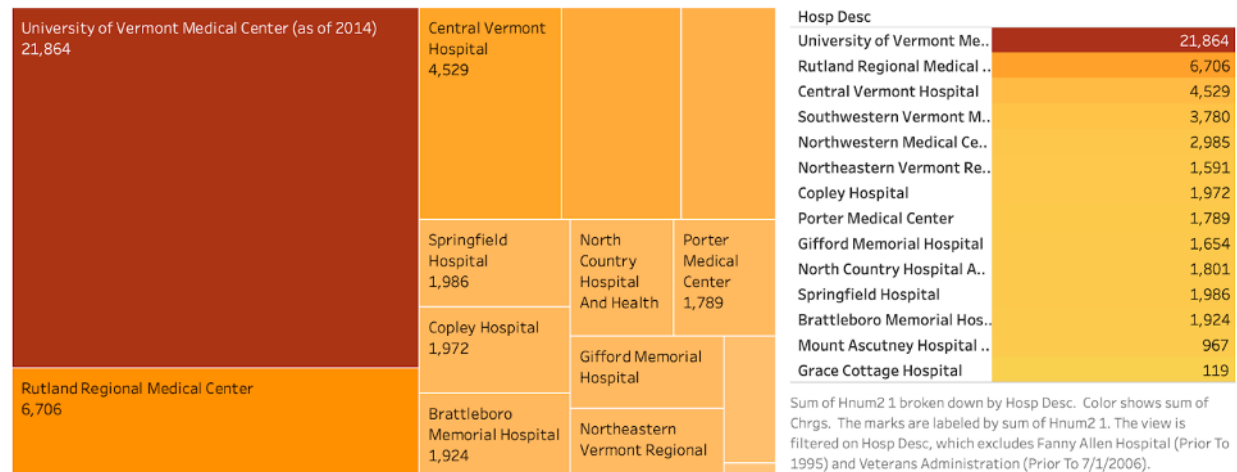 University of Vermont Medical Center (as of 2014)
21,864
Rutland Regional Medical Center
6,706
Central Vermont
Hospital
4,529
Springfield
Hospital
1,986
Copley Hospital
1,972
Brattleboro
Memorial Hospital
1,924
North
Country
Hospital
And Health
Porter
Medical
Center
1,789
Gifford Memorial
Hospital
Northeastern
Vermont Regional
Hosp Desc
University of Vermont Me.. 21,864
Rutland Regional Medical .. 6,706
Central Vermont Hospital 4,529
Southwestern Vermont M.. 3,780
Northwestern Medical Ce.. 2,985
Northeastern Vermont Re.. 1,591
Copley Hospital 1,972
Porter Medical Center 1,789
Gifford Memorial Hospital 1,654
North Country Hospital A.. 1,801
Springfield Hospital 1,986
Brattleboro Memorial Hos.. 1,924
Mount Ascutney Hospital .. 967
Grace Cottage Hospital 119
Sum of Hnum2 1 broken down by Hosp Desc. Color shows sum of
Chrgs. The marks are labeled by sum of Hnum2 1. The view is
filtered on Hosp Desc, which excludes Fanny Allen Hospital (Prior To
1995) and Veterans Administration (Prior To 7/1/2006).